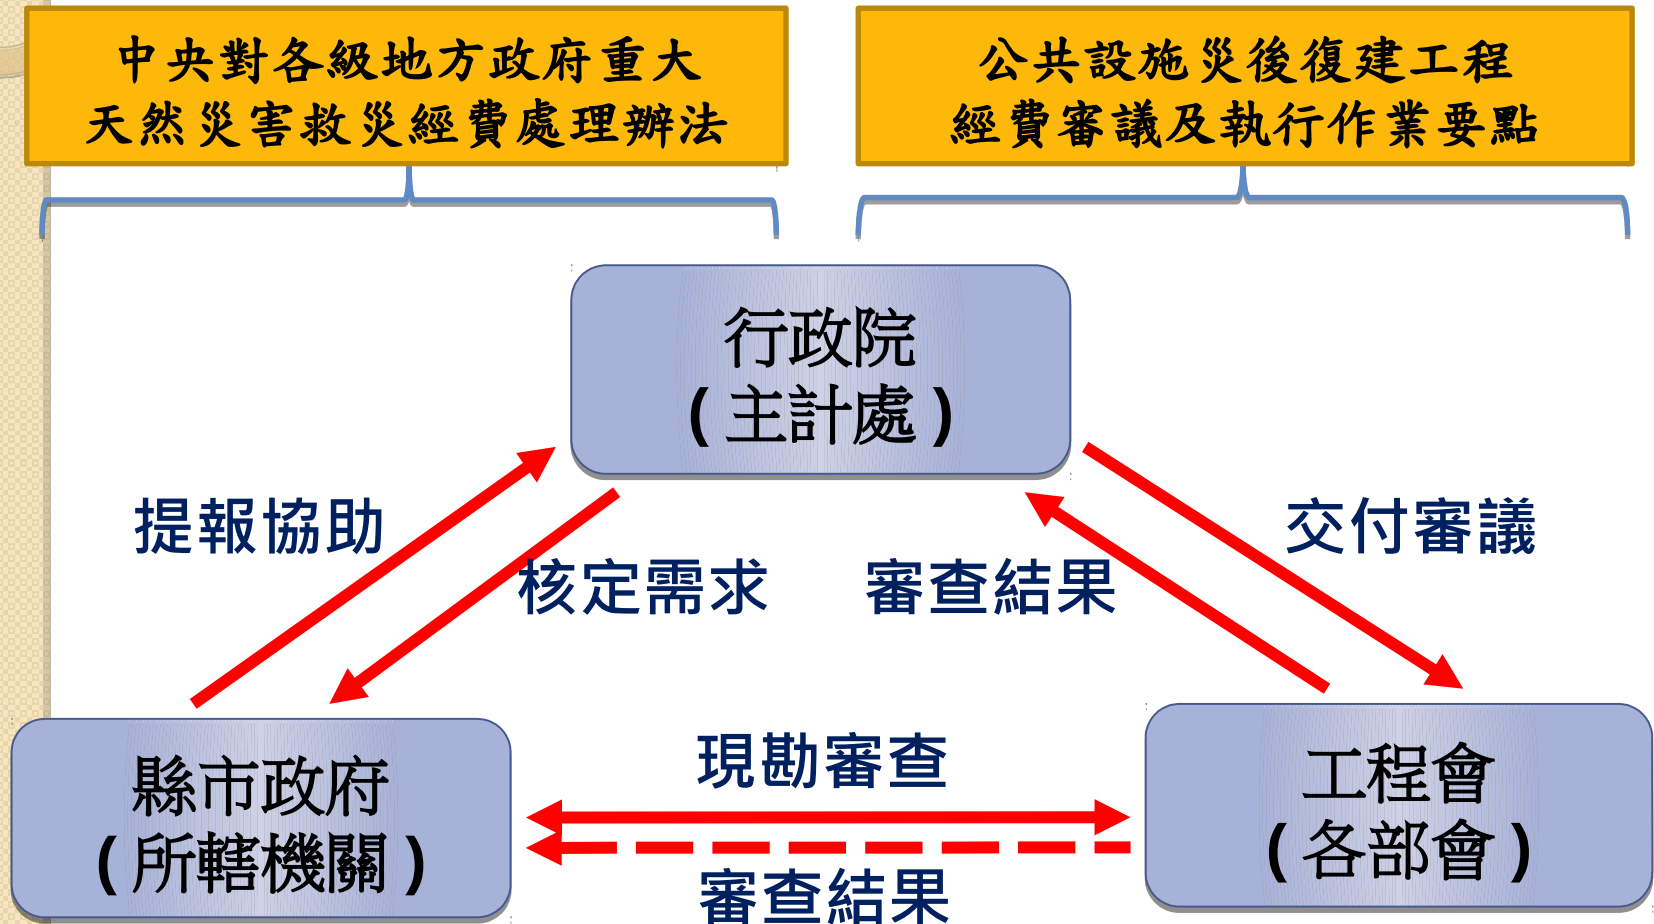 中央對各級地方政府重大
天然災害救災經費處理辦法
公共設施災後復建工程
經費審議及執行作業要點
行政院
(主計處)
提報協助
交付審議
核定需求
審查結果
現勘審查
縣市政府
(所轄機關)
工程會
(各部會)
審查結果